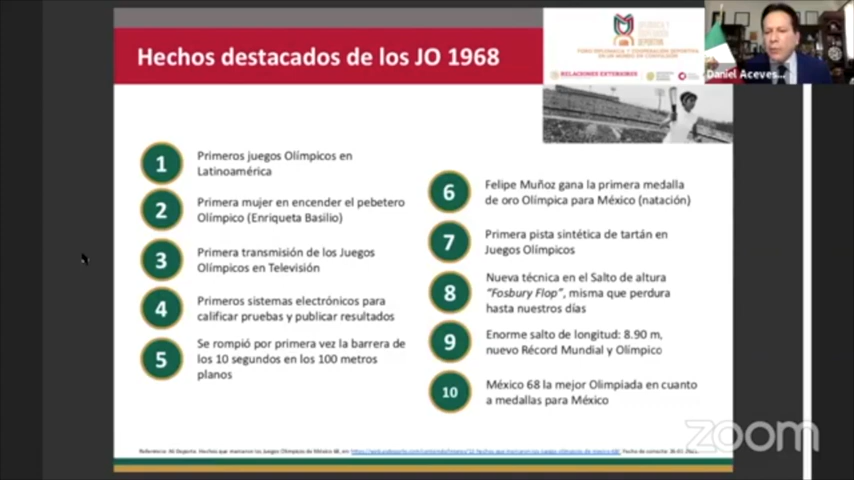 Hechos destacados de los JO 1968
DEPORTIVA
RELACIONES EXTERIORES
Daniel Aceves...
1
Primeros juegos Olímpicos en
Latinoamérica
2
Primera mujer en encender el pebetero
Olímpico (Enriqueta Basilio)
3
Primera transmisión de los Juegos
Olímpicos en Televisión
4
Primeros sistemas electrónicos para
calificar pruebas y publicar resultados
5
Se rompió por primera vez la barrera de
los 10 segundos en los 100 metros
planos
6
Felipe Muñoz gana la primera medalla
de oro Olímpica para México (natación)
7
Primera pista sintética de tartán en
Juegos Olímpicos
8
Nueva técnica en el Salto de altura
“Fosbury Flop”, misma que perdura
hasta nuestros días
9
Enorme salto de longitud: 8.90 m,
nuevo Récord Mundial y Olímpico
10
México 68 la mejor Olimpiada en cuanto
a medallas para México
zoom